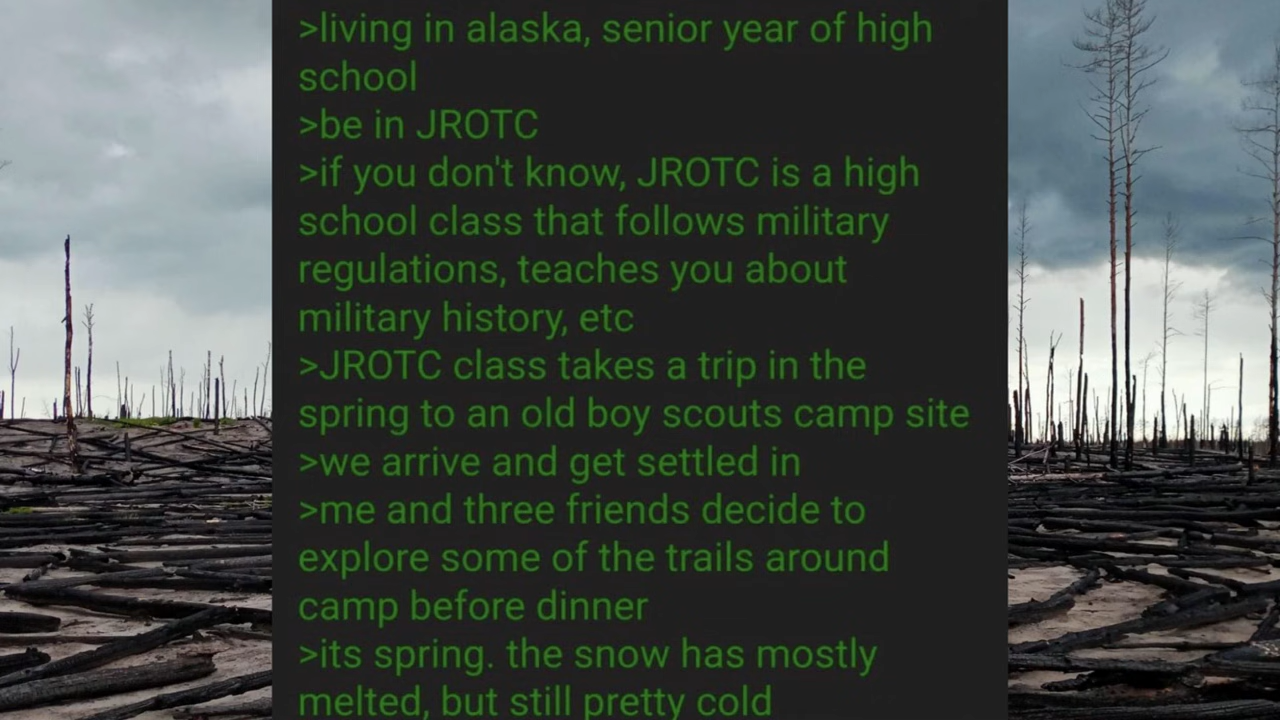 >living in alaska, senior year of high
school
>be in JROTC
>if you don't know, JROTC is a high
school class that follows military
regulations, teaches you about
military history, etc
>JROTC class takes a trip in the
spring to an old boy scouts camp site
>we arrive and get settled in
>me and three friends decide to
explore some of the trails around
camp before dinner
>its spring. the snow has mostly
melted, but still pretty cold